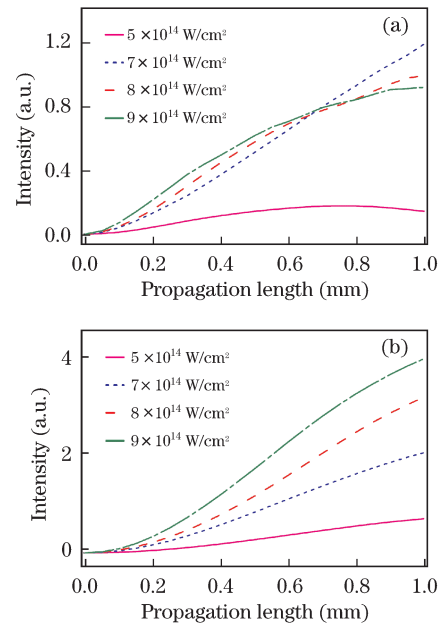 (a)
5 ×10¹⁴ W/cm²
7×10¹⁴ W/cm²
8 ×10¹⁴ W/cm²
9×10¹⁴ W/cm²
1.2
0.8
0.4
0.0
Intensity (a.u.)
0.0 0.2 0.4 0.6 0.8 1.0
Propagation length (mm)
(b)
5 ×10¹⁴ W/cm²
7×10¹⁴ W/cm²
8 ×10¹⁴ W/cm²
9×10¹⁴ W/cm²
4
2
0
Intensity (a.u.)
0.0 0.2 0.4 0.6 0.8 1.0
Propagation length (mm)